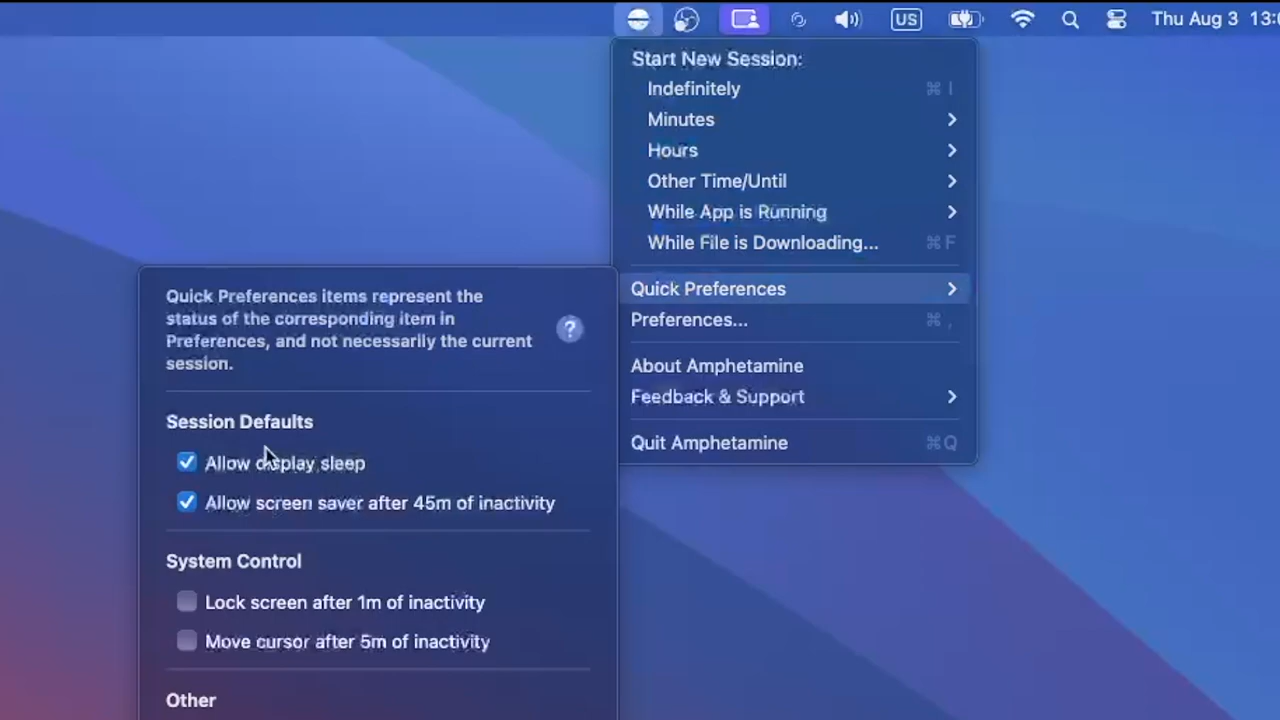 US
Thu Aug 3 13:0
Start New Session:
Indefinitely ⌘ I
Minutes
Hours
Other Time/Until
While App is Running
While File is Downloading... ⌘ F
Quick Preferences
Preferences... ⌘ ,
About Amphetamine
Feedback & Support
Quit Amphetamine ⌘ Q
Quick Preferences items represent the
status of the corresponding item in
Preferences, and not necessarily the current
session.
?
Session Defaults
Allow display sleep
Allow screen saver after 45m of inactivity
System Control
Lock screen after 1m of inactivity
Move cursor after 5m of inactivity
Other